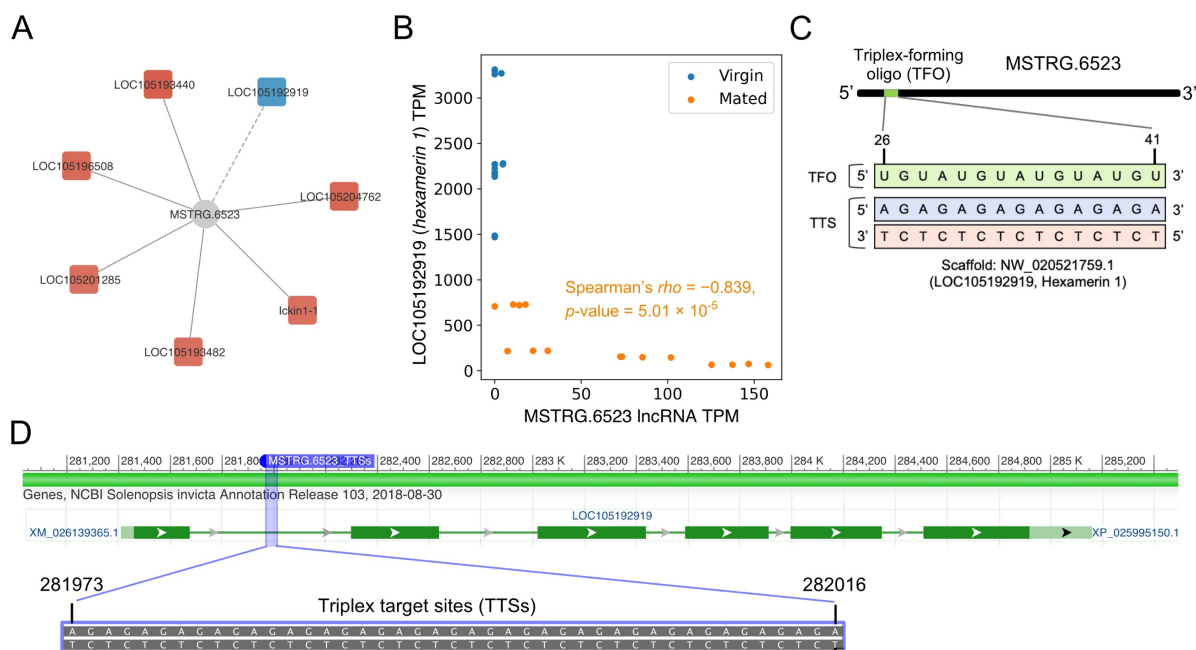 A
LOC105193440
LOC105192919
LOC105196508
LOC105204762
MSTRG.6523
LOC105201285
lckin1-1
LOC105193482
B
LOC105192919 (hexamerin 1) TPM
3000
2500
2000
1500
1000
500
0
Virgin
Mated
Spearman's rho = −0.839,
p-value = 5.01 × 10⁻⁵
0 50 100 150
MSTRG.6523 lncRNA TPM
C
Triplex-forming
oligo (TFO)
MSTRG.6523
5' 3'
26 41
TFO 5' U G U A U G U A U G U A U G U 3'
TTS
5' A G A G A G A G A G A G A 3'
3' T C T C T C T C T C T C T 5'
Scaffold: NW_020521759.1
(LOC105192919, Hexamerin 1)
D
281,200 281,400 281,600 281,800 MSTRG.6523_TTSs 282,400 282,600 282,800 283 K 283,200 283,400 283,600 283,800 284 K 284,200 284,400 284,600 284,800 285 K 285,200
Genes, NCBI Solenopsis invicta Annotation Release 103, 2018-08-30
LOC105192919
XM_026139365.1 XP_025995150.1
281973 282016
Triplex target sites (TTSs)
A G A G A G A G A G A G A G A G A G A G A G A G A G A G A G A G A G A G A G A G A G A
T C T C T C T C T C T C T C T C T C T C T C T C T C T C T C T C T C T C T C T C T C T